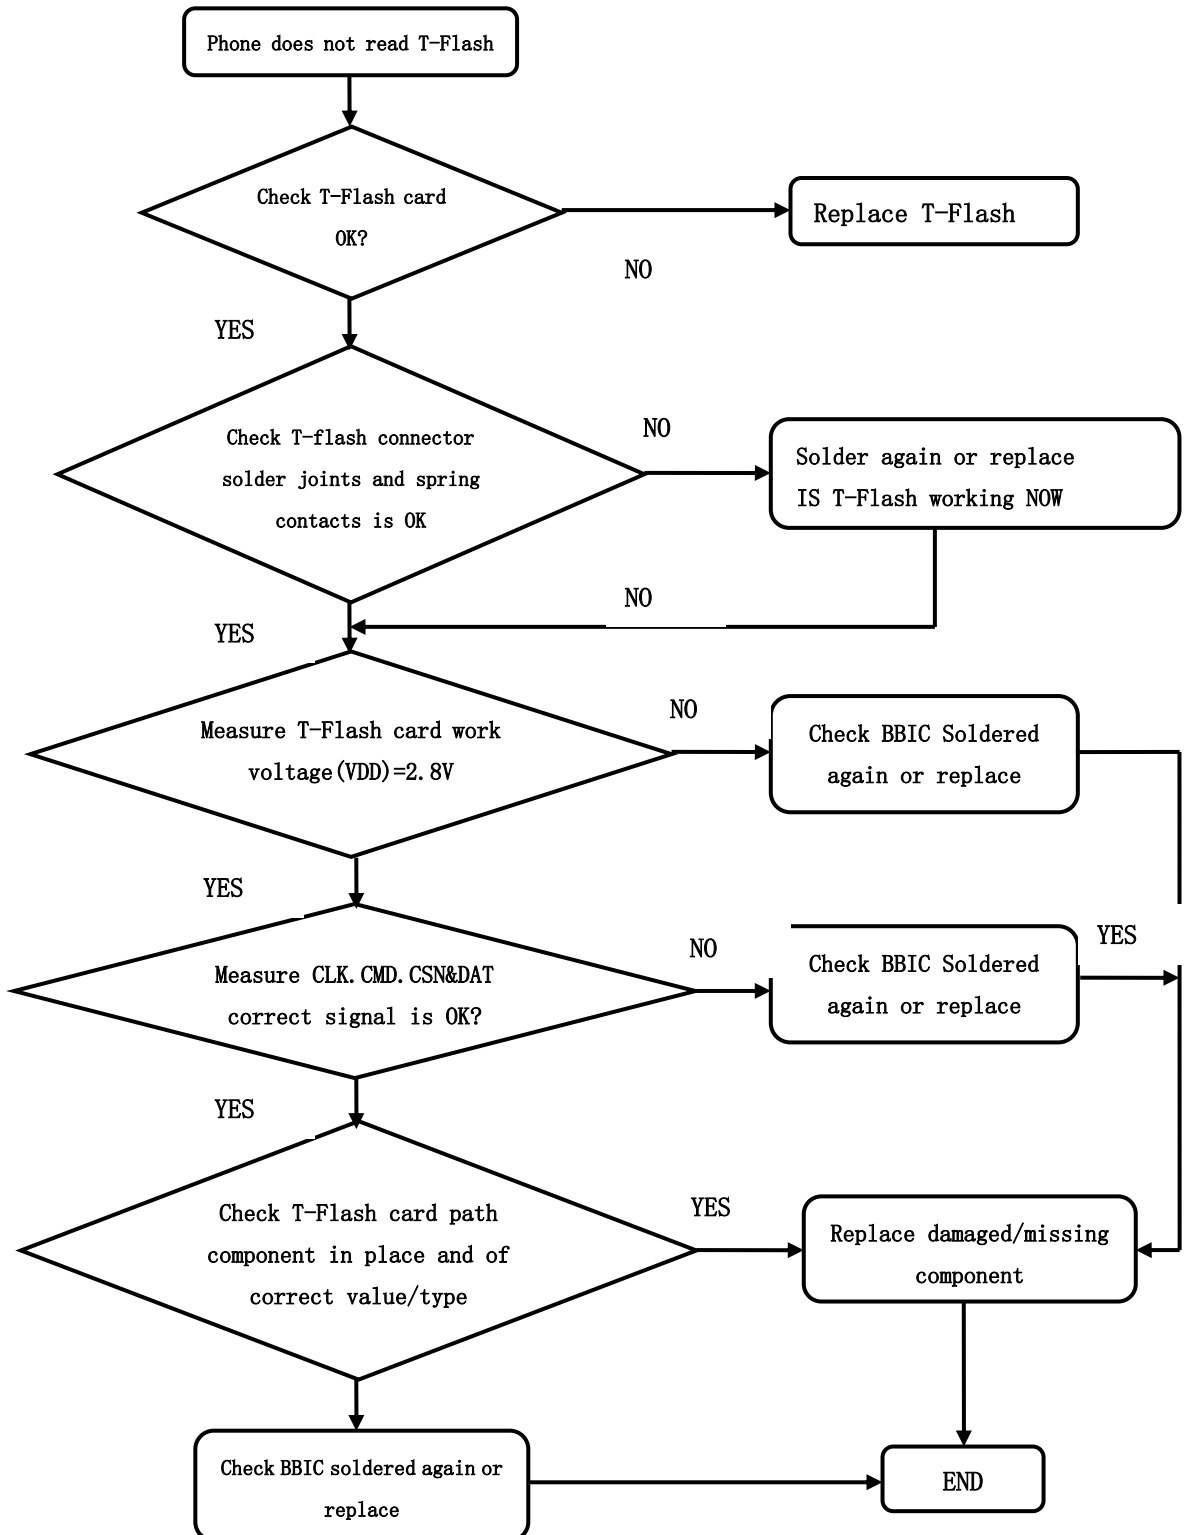 Phone does not read T-Flash
Check T-Flash card
OK?
Replace T-Flash
NO
YES
Check T-flash connector
solder joints and spring
contacts is OK
NO
Solder again or replace
IS T-Flash working NOW
NO
YES
Measure T-Flash card work
voltage(VDD)=2.8V
NO
Check BBIC Soldered
again or replace
YES
Measure CLK.CMD.CSN&DAT
correct signal is OK?
NO
Check BBIC Soldered
again or replace
YES
YES
Check T-Flash card path
component in place and of
correct value/type
YES
Replace damaged/missing
component
Check BBIC soldered again or
replace
END